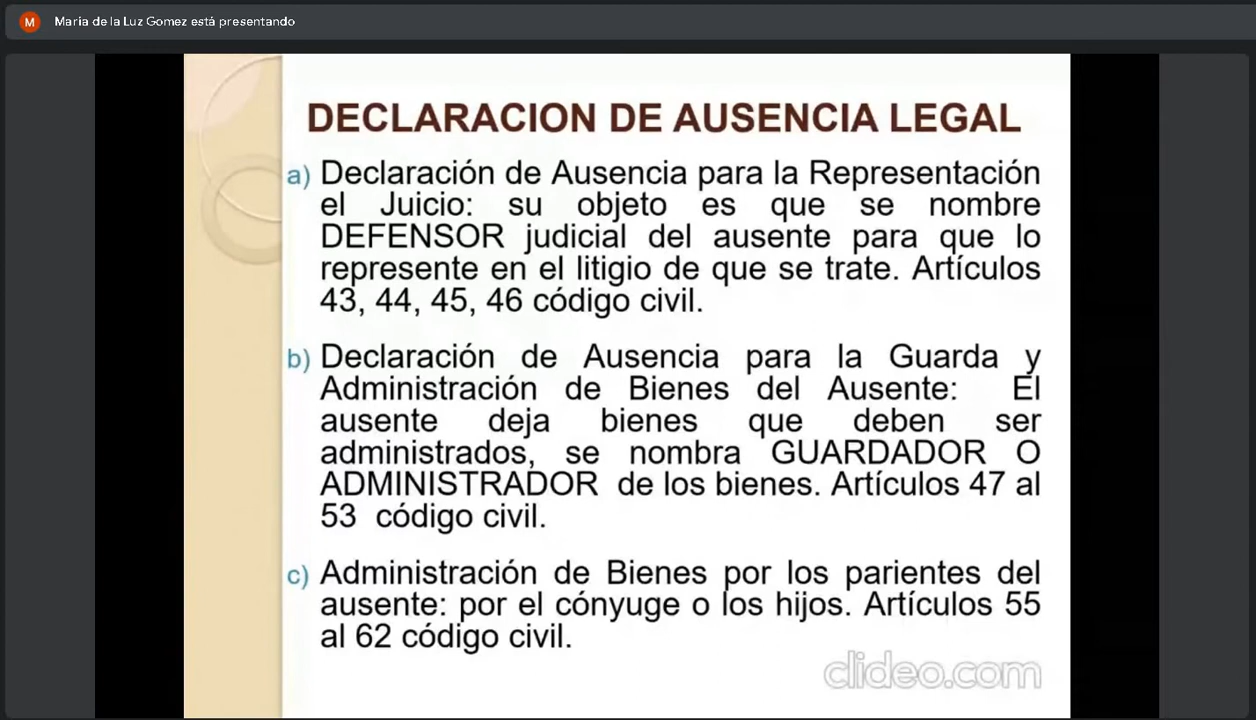 M María de la Luz Gomez está presentando
DECLARACION DE AUSENCIA LEGAL
a) Declaración de Ausencia para la Representación
el Juicio: su objeto es que se nombre
DEFENSOR judicial del ausente para que lo
represente en el litigio de que se trate. Artículos
43, 44, 45, 46 código civil.
b) Declaración de Ausencia para la Guarda y
Administración de Bienes del Ausente: El
ausente deja bienes que deben ser
administrados, se nombra GUARDADOR O
ADMINISTRADOR de los bienes. Artículos 47 al
53 código civil.
c) Administración de Bienes por los parientes del
ausente: por el cónyuge o los hijos. Artículos 55
al 62 código civil.
clideo.com